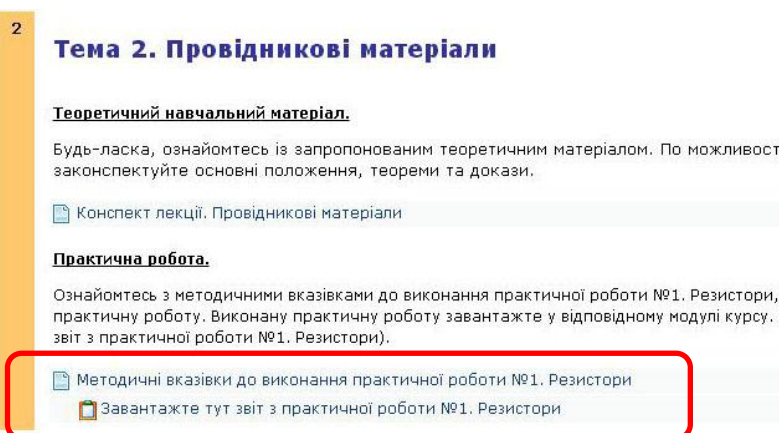 2
Тема 2. Провідникові матеріали
Теоретичний навчальний матеріал.
Будь-ласка, ознайомтесь із запропонованим теоретичним матеріалом. По можливост
законспектуйте основні положення, теореми та докази.
Конспект лекції. Провідникові матеріали
Практична робота.
Ознайомтесь з методичними вказівками до виконання практичної роботи №1. Резистори,
практичну роботу. Виконану практичну роботу завантажте у відповідному модулі курсу.
звіт з практичної роботи №1. Резистори).
Методичні вказівки до виконання практичної роботи №1. Резистори
Завантажте тут звіт з практичної роботи №1. Резистори